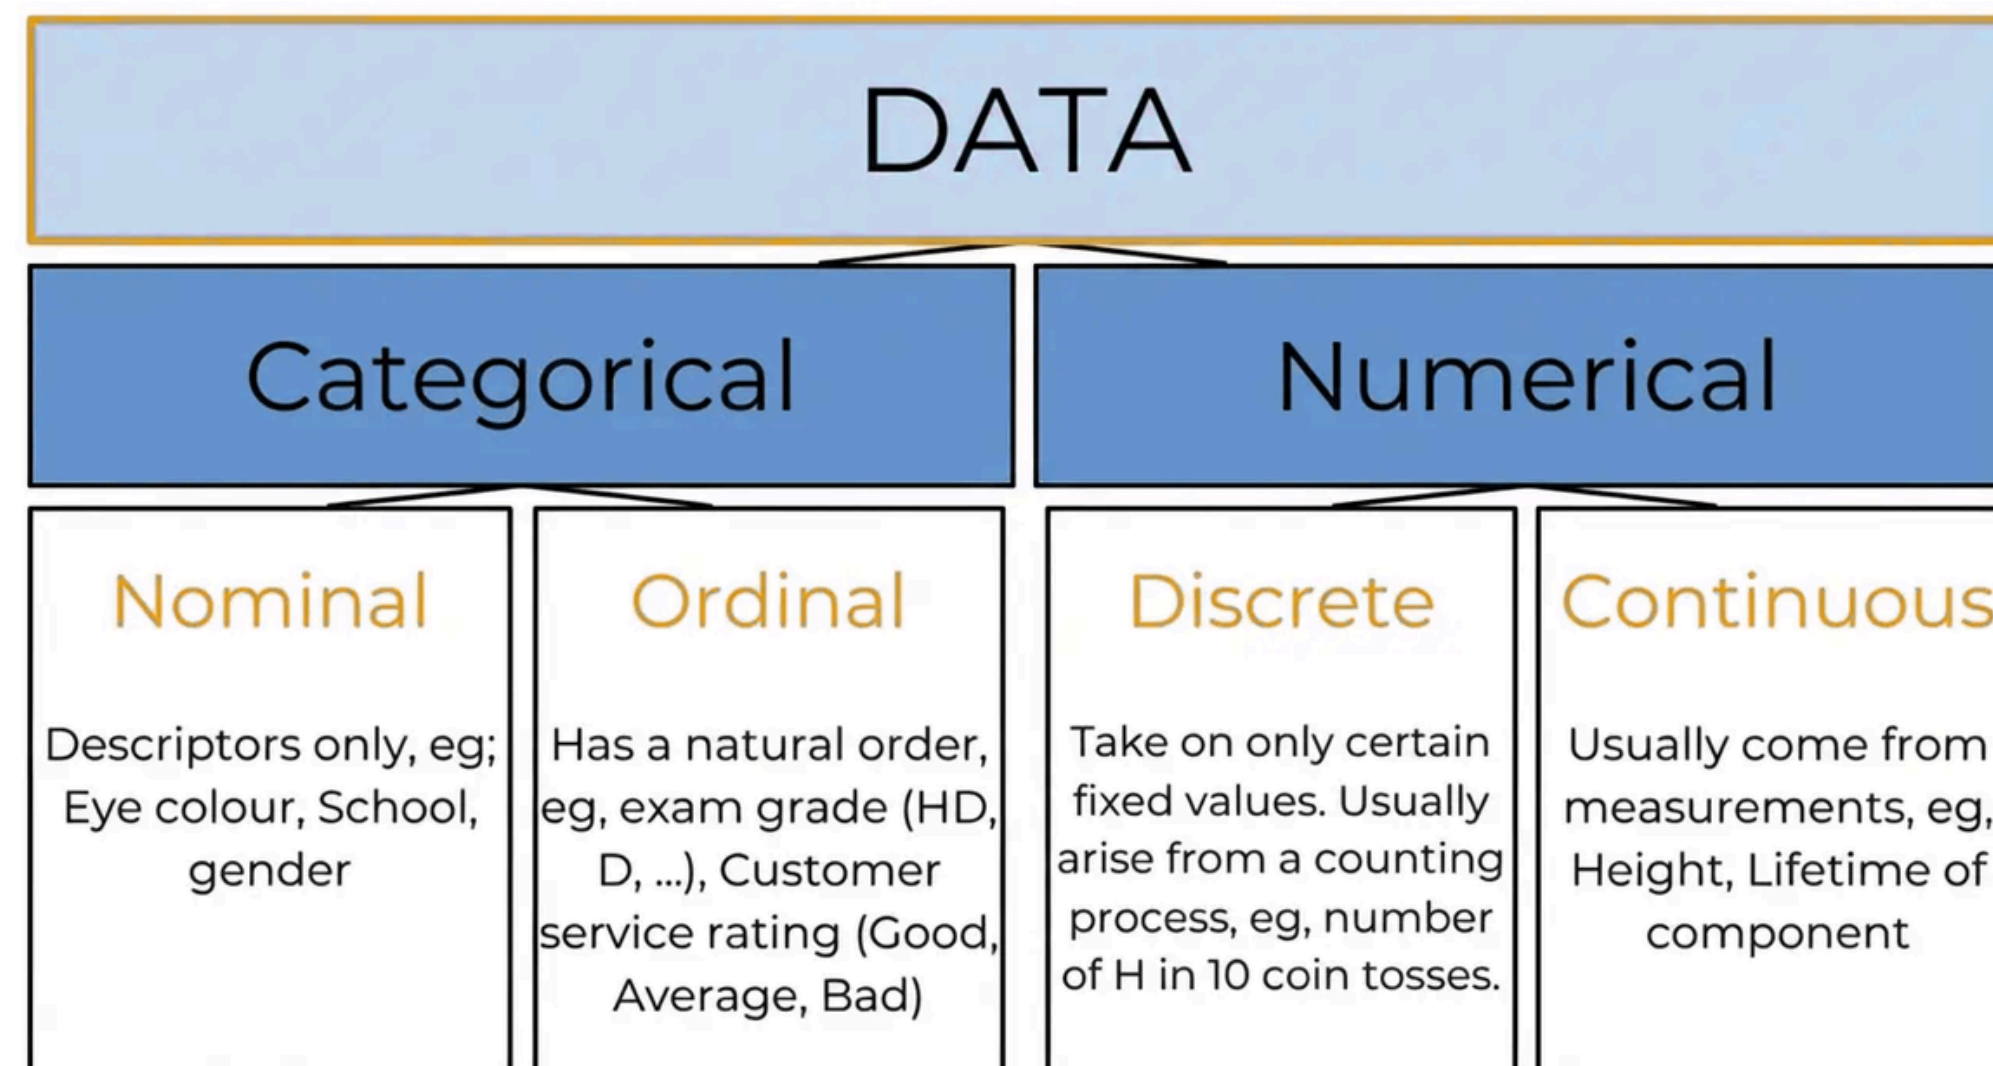 DATA
Categorical
Numerical
Nominal
Descriptors only, eg;
Eye colour, School,
gender
Ordinal
Has a natural order,
eg, exam grade (HD,
D, ...), Customer
service rating (Good,
Average, Bad)
Discrete
Take on only certain
fixed values. Usually
arise from a counting
process, eg, number
of H in 10 coin tosses.
Continuous
Usually come from
measurements, eg,
Height, Lifetime of
component